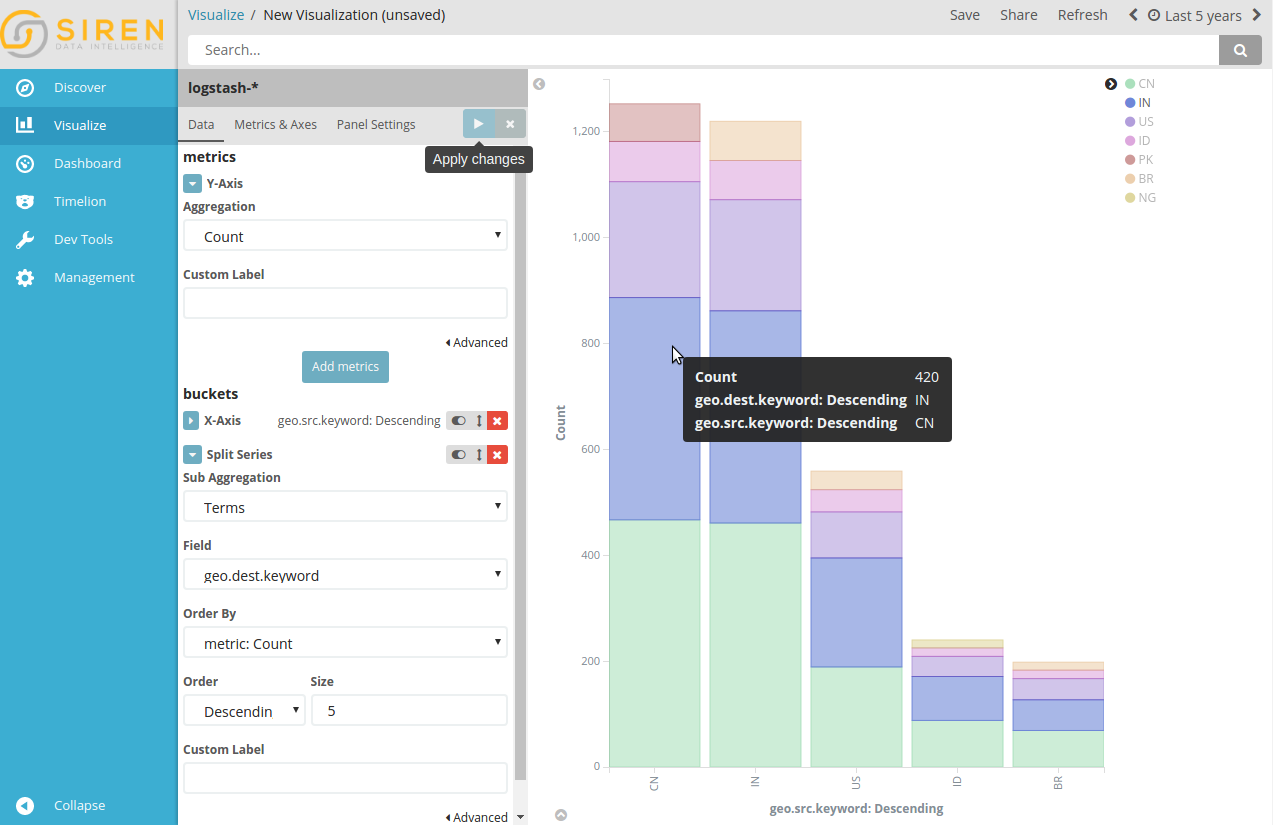 SIREN
DATA INTELLIGENCE
Visualize / New Visualization (unsaved)
Save Share Refresh Last 5 years
Search...
Discover
Visualize
Dashboard
Timelion
Dev Tools
Management
Collapse
logstash-*
Data Metrics & Axes Panel Settings
Apply changes
metrics
Y-Axis
Aggregation
Count
Custom Label
Advanced
Add metrics
buckets
X-Axis geo.src.keyword: Descending
Split Series
Sub Aggregation
Terms
Field
geo.dest.keyword
Order By
metric: Count
Order Size
Descendin 5
Custom Label
Advanced
1,200
1,000
800
600
400
200
0
Count
Count 420
geo.dest.keyword: Descending IN
geo.src.keyword: Descending CN
CN IN US ID BR
geo.src.keyword: Descending
CN
IN
US
ID
PK
BR
NG